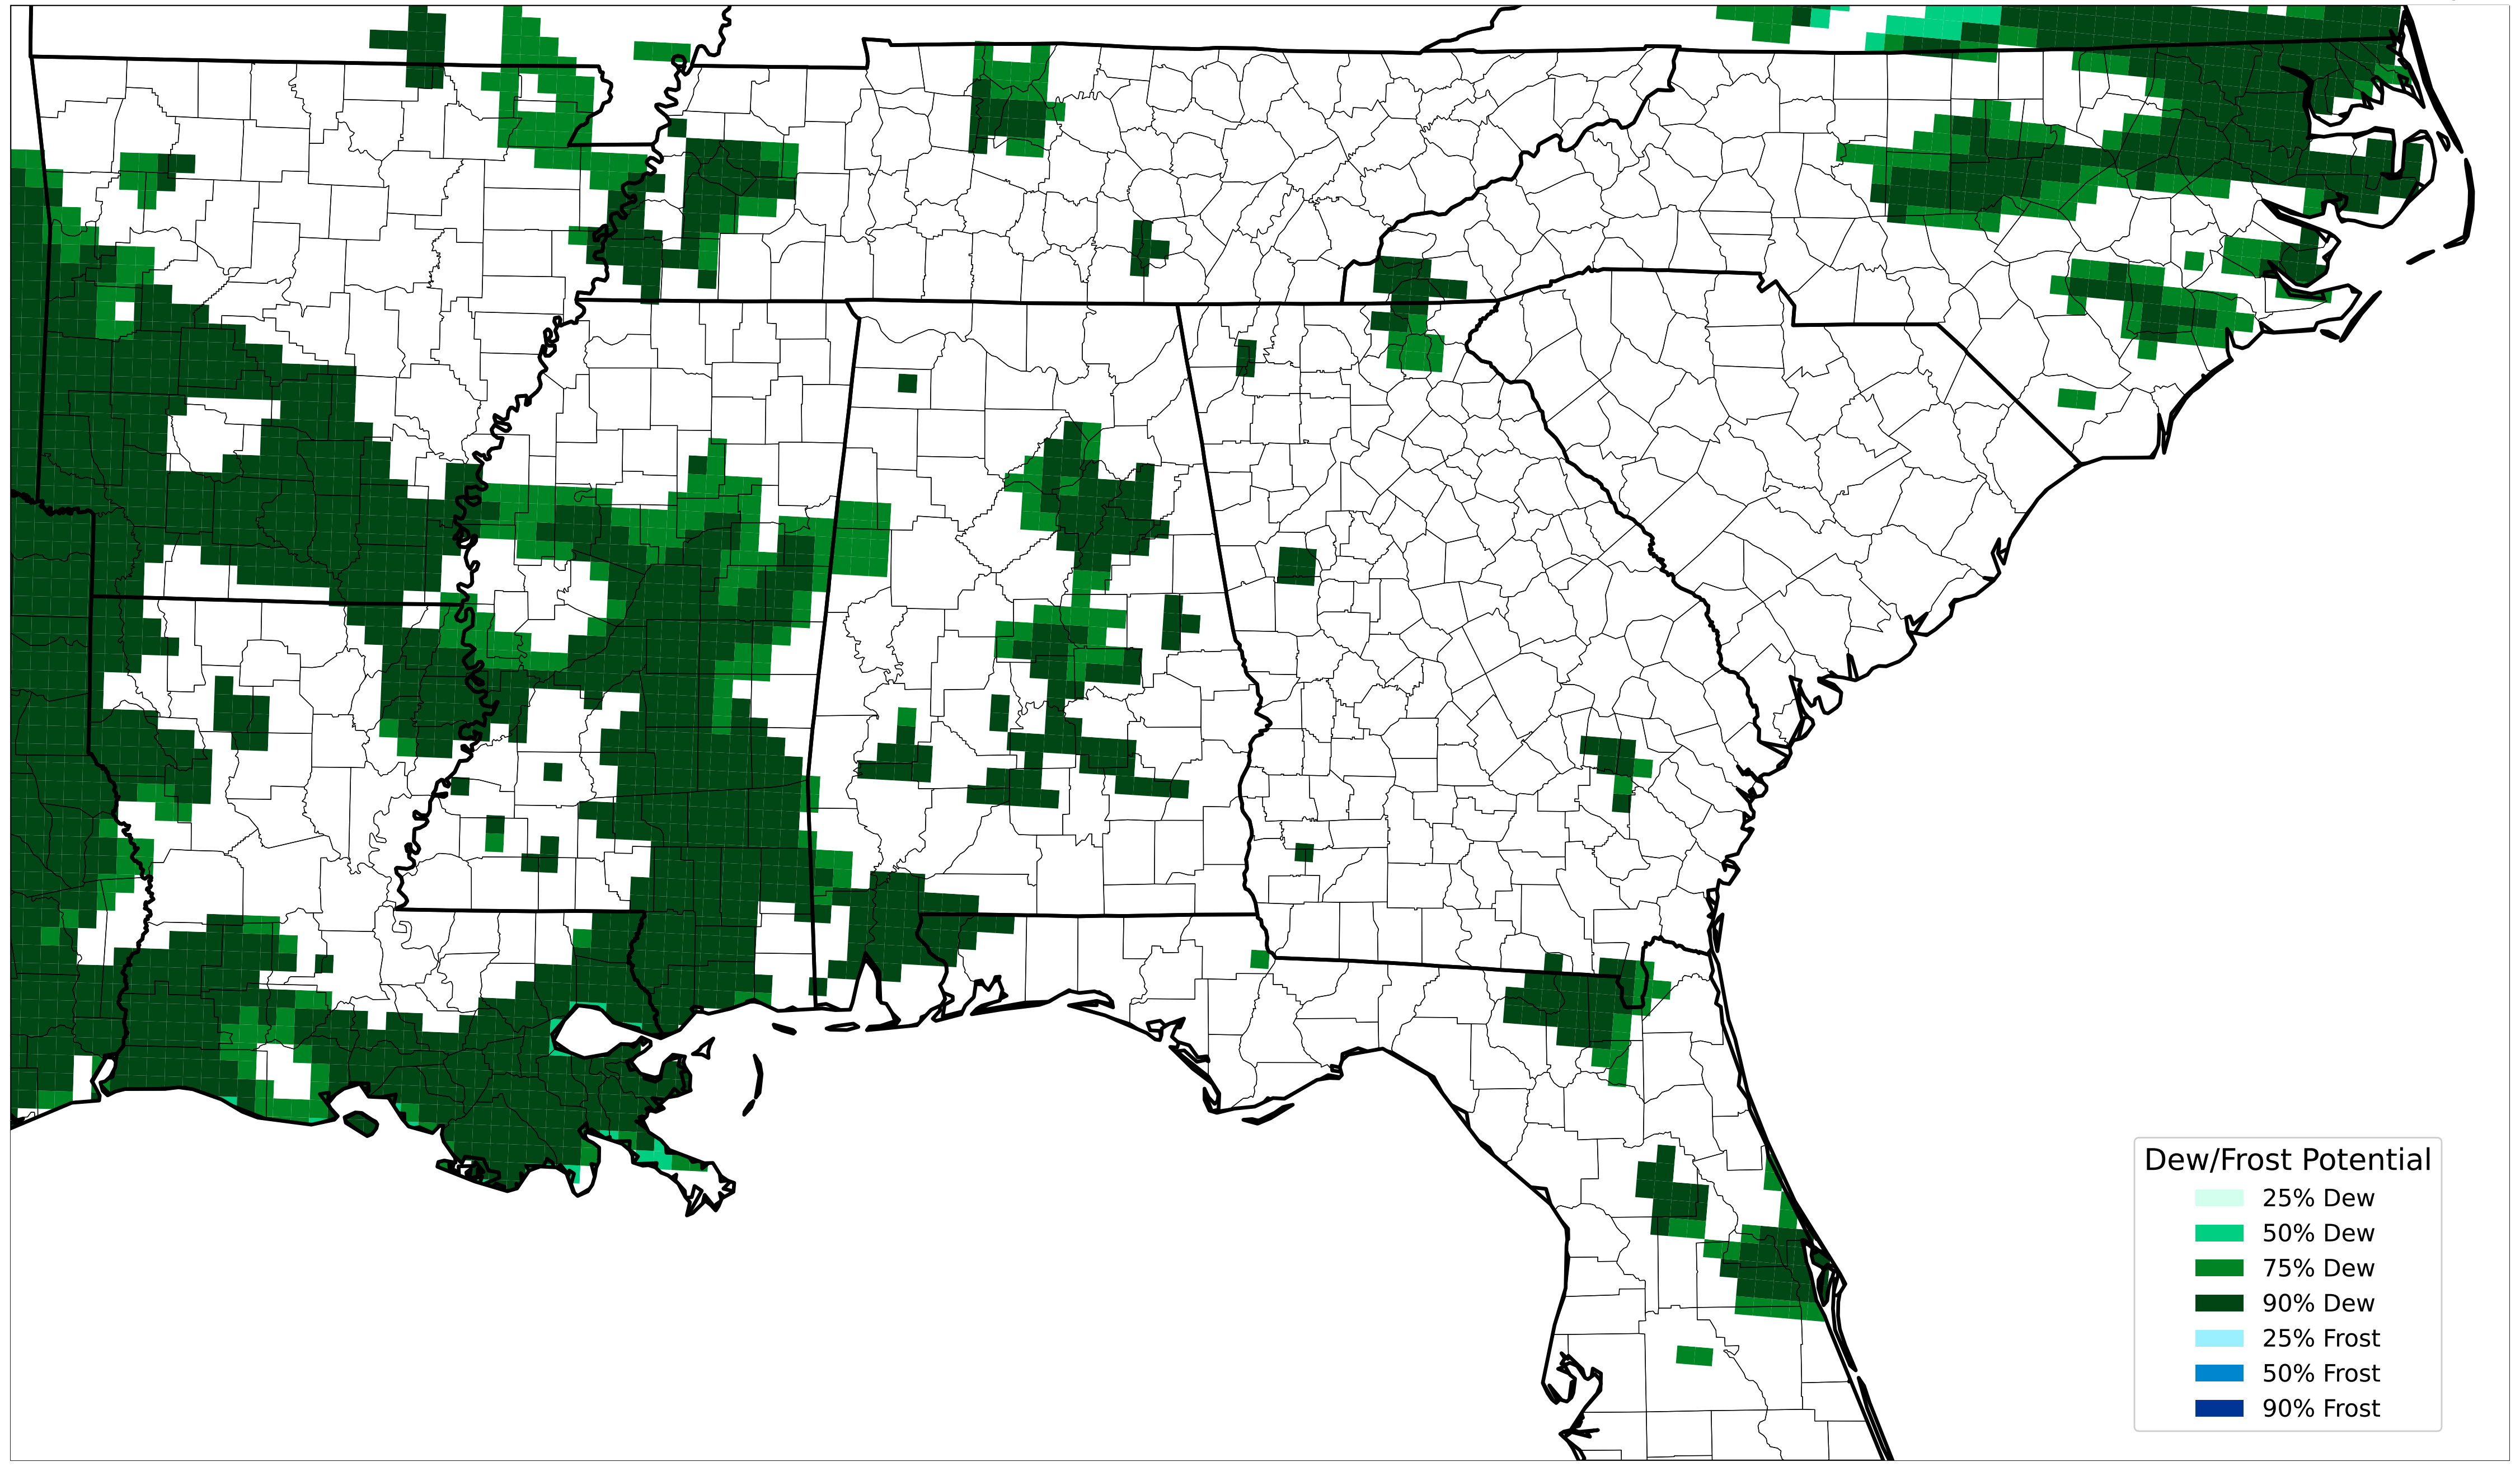 Dew/Frost Potential
25% Dew
50% Dew
75% Dew
90% Dew
25% Frost
50% Frost
90% Frost